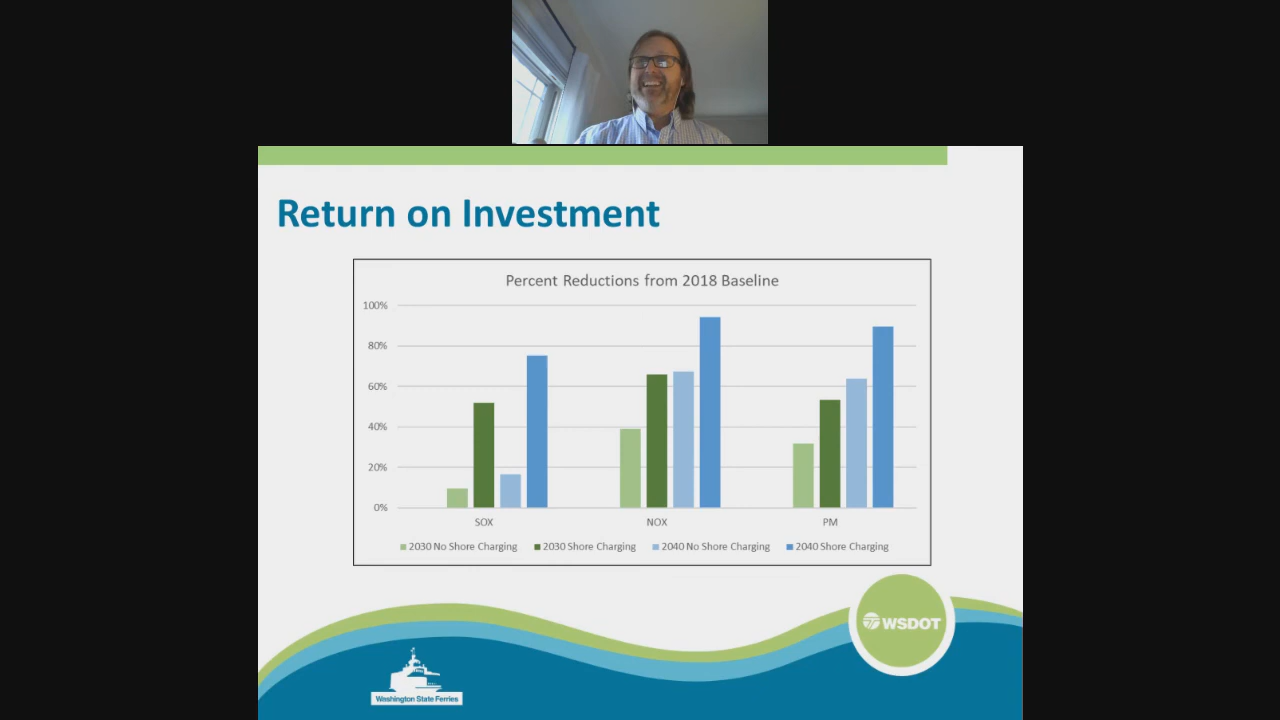 Return on Investment
Percent Reductions from 2018 Baseline
100%
80%
60%
40%
20%
0%
SOX NOX PM
2030 No Shore Charging 2030 Shore Charging 2040 No Shore Charging 2040 Shore Charging
WSDOT
Washington State Ferries